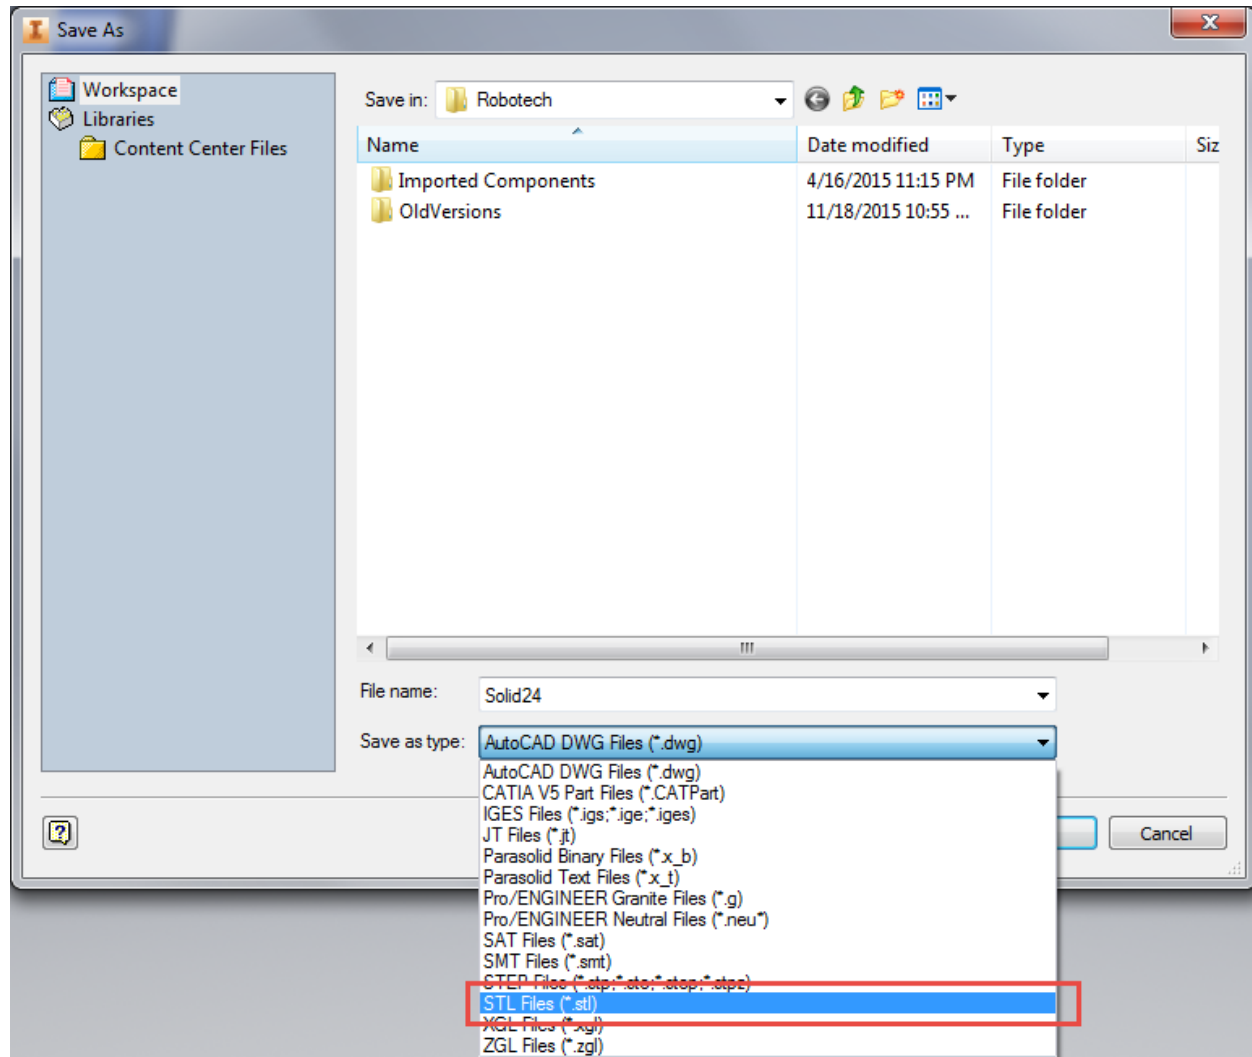 Save As
Workspace
Libraries
Content Center Files
Save in: Robotech
Name Date modified Type Siz
Imported Components 4/16/2015 11:15 PM File folder
OldVersions 11/18/2015 10:55 ... File folder
File name: Solid24
Save as type: AutoCAD DWG Files (*.dwg)
AutoCAD DWG Files (*.dwg)
CATIA V5 Part Files (*.CATPart)
IGES Files (*.igs;*.ige;*.iges)
JT Files (*.jt)
Parasolid Binary Files (*.x_b)
Parasolid Text Files (*.x_t)
Pro/ENGINEER Granite Files (*.g)
Pro/ENGINEER Neutral Files (*.neu*)
SAT Files (*.sat)
SMT Files (*.smt)
STEP Files (*.stp;*.ste;*.step;*.stpz)
STL Files (*.stl)
XGL Files (*.xgl)
ZGL Files (*.zgl)
Cancel